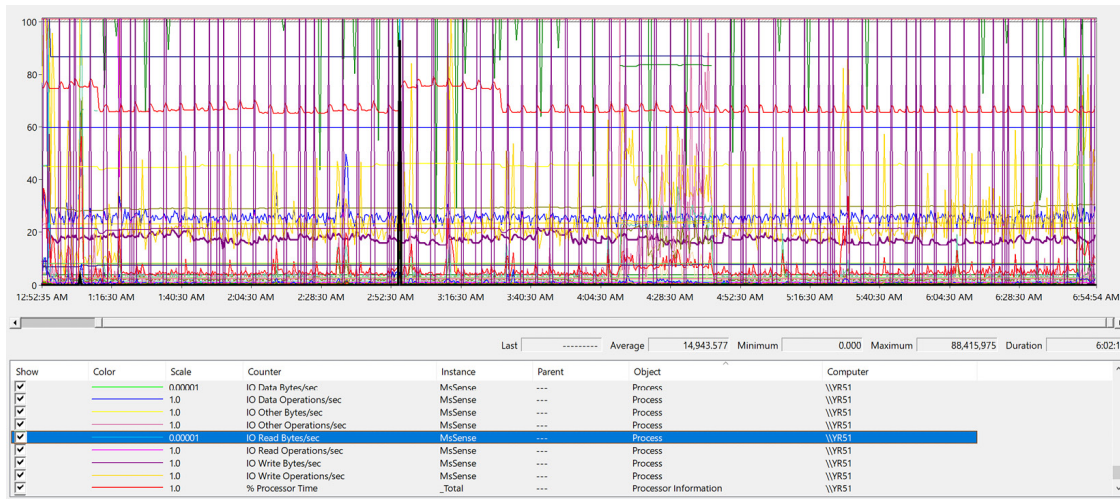 100
80
60
40
20
0
12:52:35 AM 1:16:30 AM 1:40:30 AM 2:04:30 AM 2:28:30 AM 2:52:30 AM 3:16:30 AM 3:40:30 AM 4:04:30 AM 4:28:30 AM 4:52:30 AM 5:16:30 AM 5:40:30 AM 6:04:30 AM 6:28:30 AM 6:54:54 AM
Last --------- Average 14,943.577 Minimum 0.000 Maximum 88,415,975 Duration 6:02:1
Show Color Scale Counter Instance Parent Object Computer
0.00001 IO Data Bytes/sec MsSense --- Process \\YR51
1.0 IO Data Operations/sec MsSense --- Process \\YR51
1.0 IO Other Bytes/sec MsSense --- Process \\YR51
1.0 IO Other Operations/sec MsSense --- Process \\YR51
0.00001 IO Read Bytes/sec MsSense --- Process \\YR51
1.0 IO Read Operations/sec MsSense --- Process \\YR51
1.0 IO Write Bytes/sec MsSense --- Process \\YR51
1.0 IO Write Operations/sec MsSense --- Process \\YR51
1.0 % Processor Time _Total --- Processor Information \\YR51